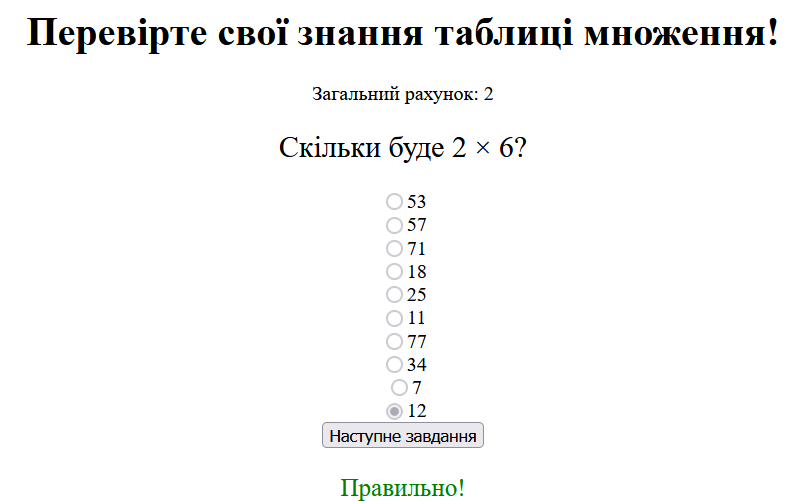 Перевірте свої знання таблиці множення!
Загальний рахунок: 2
Скільки буде 2 × 6?
53
57
71
18
25
11
77
34
7
12
Наступне завдання
Правильно!